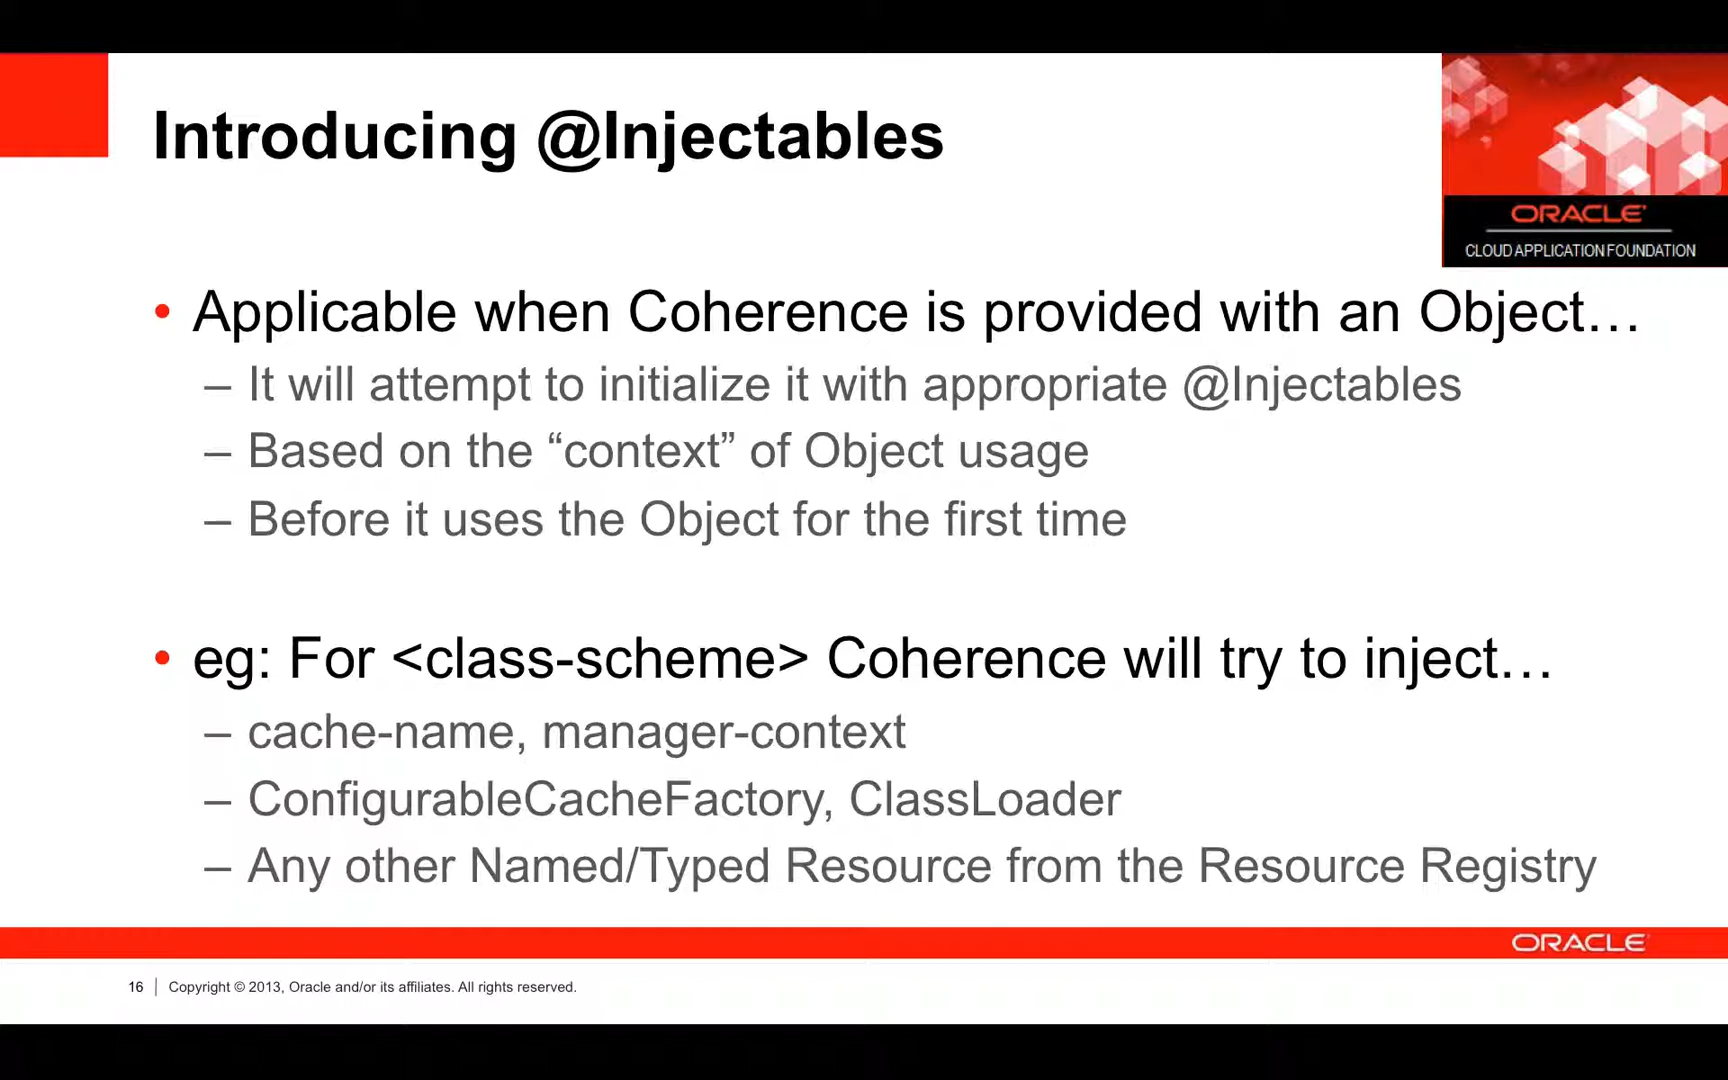 Introducing @Injectables
ORACLE
CLOUD APPLICATION FOUNDATION
• Applicable when Coherence is provided with an Object…
– It will attempt to initialize it with appropriate @Injectables
– Based on the “context” of Object usage
– Before it uses the Object for the first time
• eg: For <class-scheme> Coherence will try to inject…
– cache-name, manager-context
– ConfigurableCacheFactory, ClassLoader
– Any other Named/Typed Resource from the Resource Registry
ORACLE
16 | Copyright © 2013, Oracle and/or its affiliates. All rights reserved.